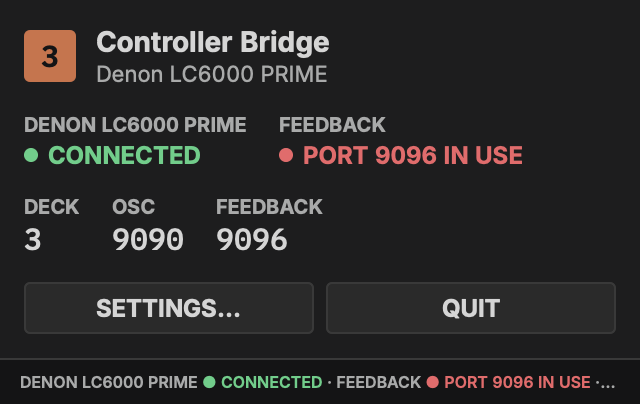 3
Controller Bridge
Denon LC6000 PRIME
DENON LC6000 PRIME FEEDBACK
CONNECTED PORT 9096 IN USE
DECK OSC FEEDBACK
3 9090 9096
SETTINGS... QUIT
DENON LC6000 PRIME ● CONNECTED · FEEDBACK ● PORT 9096 IN USE ·...